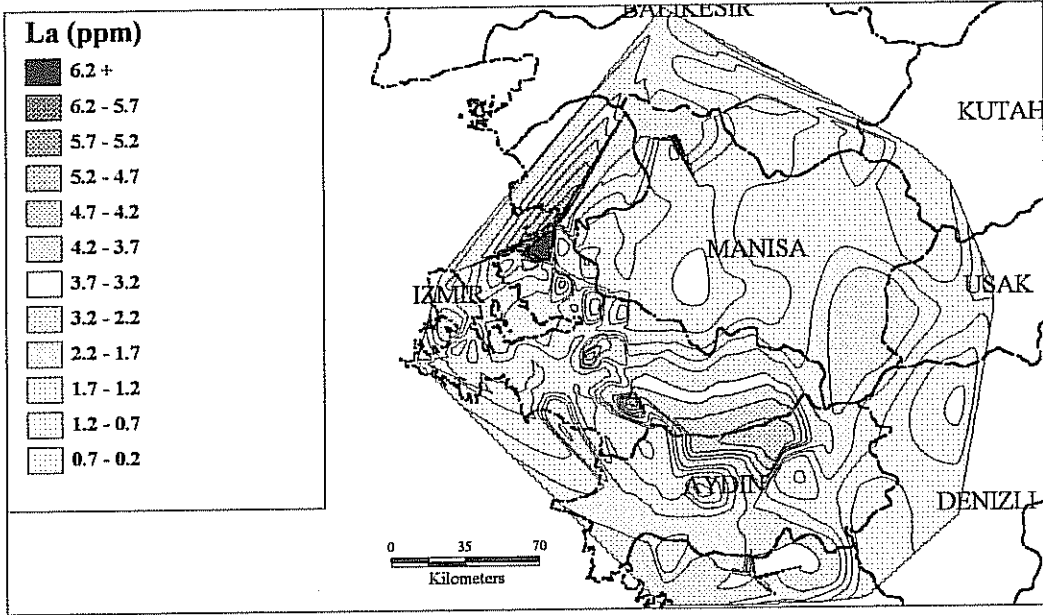 La (ppm)
6.2 +
6.2 - 5.7
5.7 - 5.2
5.2 - 4.7
4.7 - 4.2
4.2 - 3.7
3.7 - 3.2
3.2 - 2.2
2.2 - 1.7
1.7 - 1.2
1.2 - 0.7
0.7 - 0.2
BALIKESIR
KUTAH
MANISA
IZMIR
USAK
AYDIN
DENIZLI
0 35 70
Kilometers